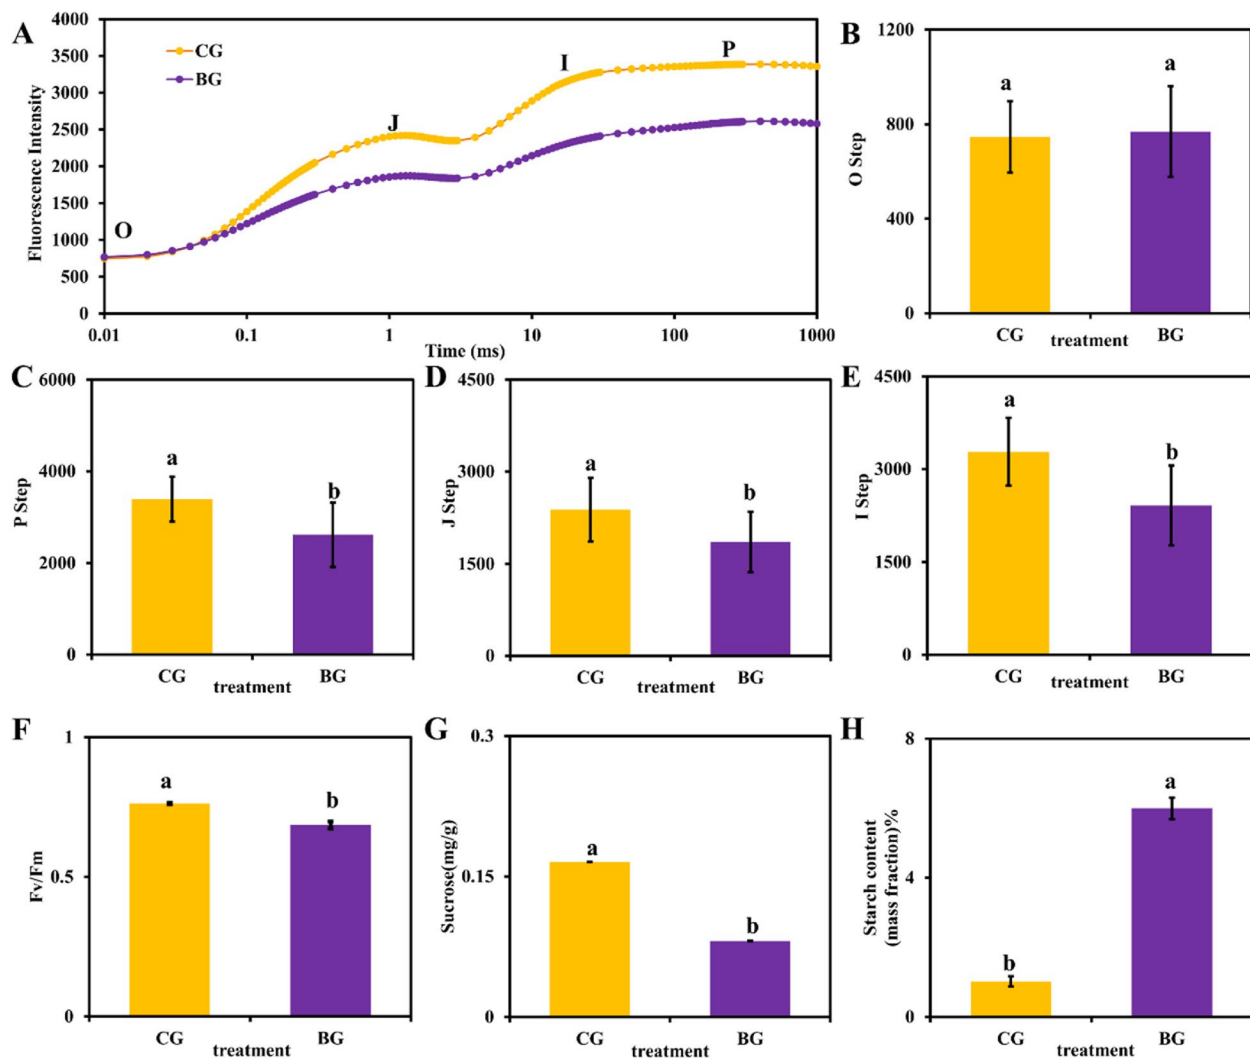 A
4000
3500
3000
2500
2000
1500
1000
500
0
Fluorescence Intensity
CG
BG
O
J
I
P
0.01
0.1
1
10
100
1000
Time (ms)
B
1200
800
400
0
O Step
a
a
CG
BG
treatment
C
6000
4000
2000
0
P Step
a
b
CG
BG
treatment
D
4500
3000
1500
0
J Step
a
b
CG
BG
treatment
E
4500
3000
1500
0
I Step
a
b
CG
BG
treatment
F
1
0.5
0
Fv/Fm
a
b
CG
BG
treatment
G
0.3
0.15
0
Sucrose(mg/g)
a
b
CG
BG
treatment
H
8
4
0
Starch content
(mass fraction)%
b
a
CG
BG
treatment